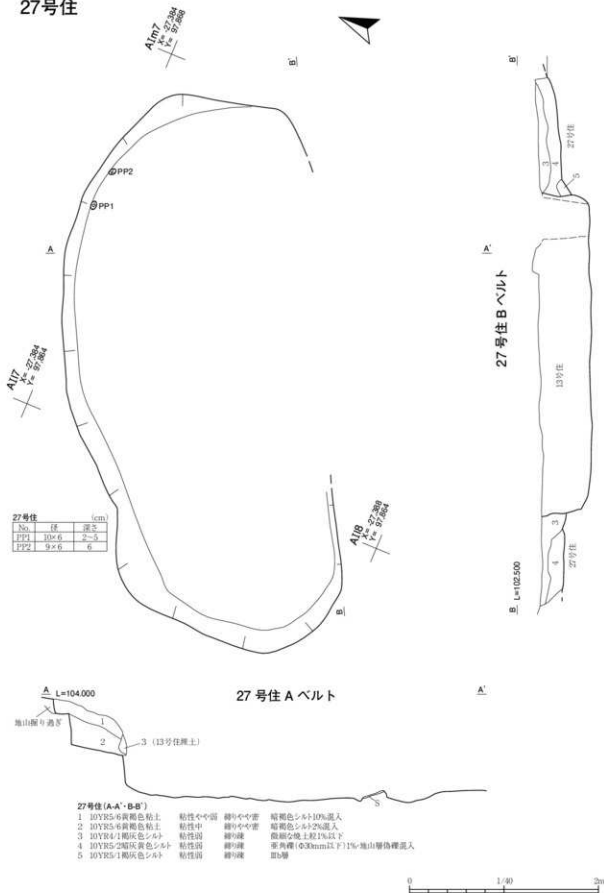 27号住
AIm7
X= -27,384
Y= 97,868
B'
B'
PP2
PP1
A
A'
AIl7
X= -27,384
Y= 97,864
27号住
3
4
5
27号住Bベルト
13号住
27号住 (cm)
No. 径 深さ
PP1 10×6 2~5
PP2 9×6 6
AIl8
X= -27,388
Y= 97,864
3
4
27号住
B
B L=102.500
A L=104.000
27号住Aベルト
A'
地山掘り過ぎ
1
2
3(13号住埋土)
5
27号住(A-A'・B-B')
1 10YR5/6黄褐色粘土 粘性やや弱 締りやや密 暗褐色シルト10%混入
2 10YR5/6黄褐色粘土 粘性中 締りやや密 暗褐色シルト2%混入
3 10YR4/1褐灰色シルト 粘性弱 締り疎 微細な焼土粒1%以下
4 10YR5/2暗灰黄色シルト 粘性弱 締り疎 亜角礫(Φ30mm以下)1%・地山層偽礫混入
5 10YR5/1褐灰色シルト 粘性弱 締り疎 Ⅲb層
0 1/40 2m